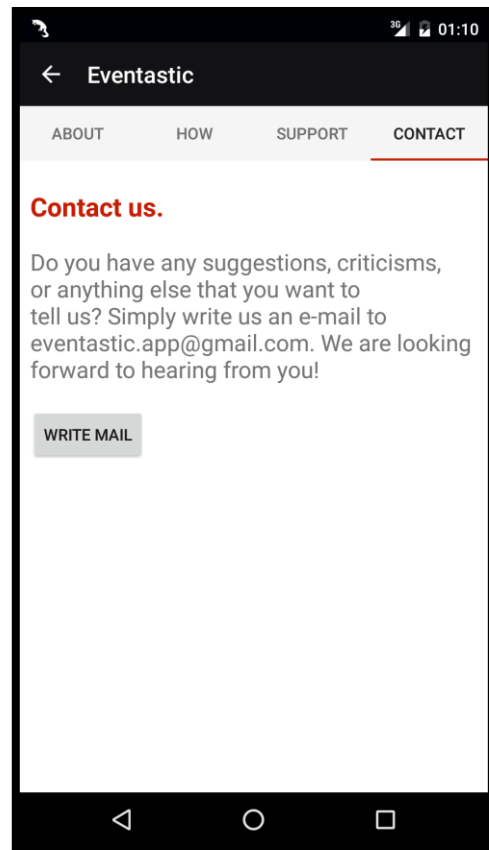 3G 01:10
Eventastic
ABOUT HOW SUPPORT CONTACT
Contact us.
Do you have any suggestions, criticisms,
or anything else that you want to
tell us? Simply write us an e-mail to
eventastic.app@gmail.com. We are looking
forward to hearing from you!
WRITE MAIL